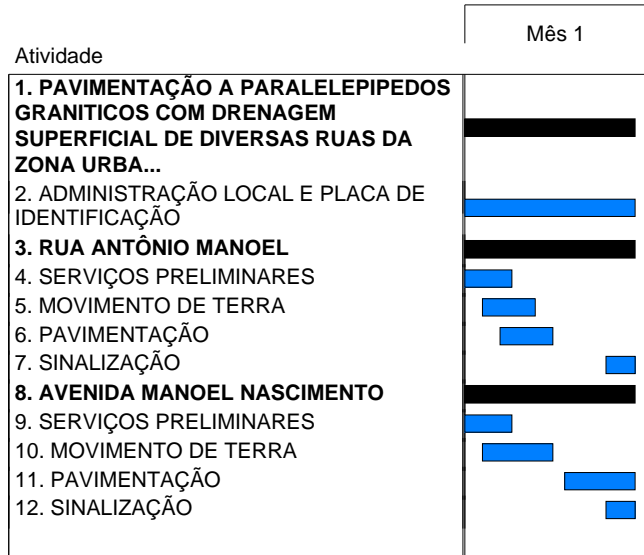 Mês 1
Atividade
1. PAVIMENTAÇÃO A PARALELEPIPEDOS
GRANITICOS COM DRENAGEM
SUPERFICIAL DE DIVERSAS RUAS DA
ZONA URBA...
2. ADMINISTRAÇÃO LOCAL E PLACA DE
IDENTIFICAÇÃO
3. RUA ANTÔNIO MANOEL
4. SERVIÇOS PRELIMINARES
5. MOVIMENTO DE TERRA
6. PAVIMENTAÇÃO
7. SINALIZAÇÃO
8. AVENIDA MANOEL NASCIMENTO
9. SERVIÇOS PRELIMINARES
10. MOVIMENTO DE TERRA
11. PAVIMENTAÇÃO
12. SINALIZAÇÃO